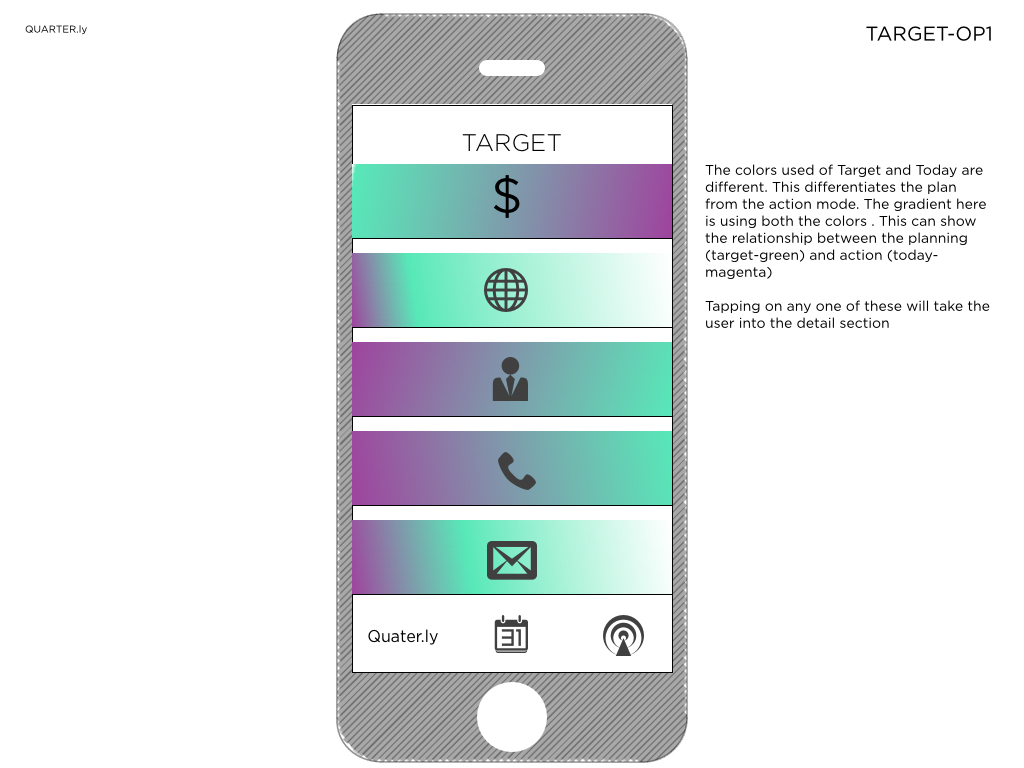 QUARTER.ly
TARGET-OP1
TARGET
$
The colors used of Target and Today are
different. This differentiates the plan
from the action mode. The gradient here
is using both the colors . This can show
the relationship between the planning
(target-green) and action (today-
magenta)
Tapping on any one of these will take the
user into the detail section
Quater.ly
31